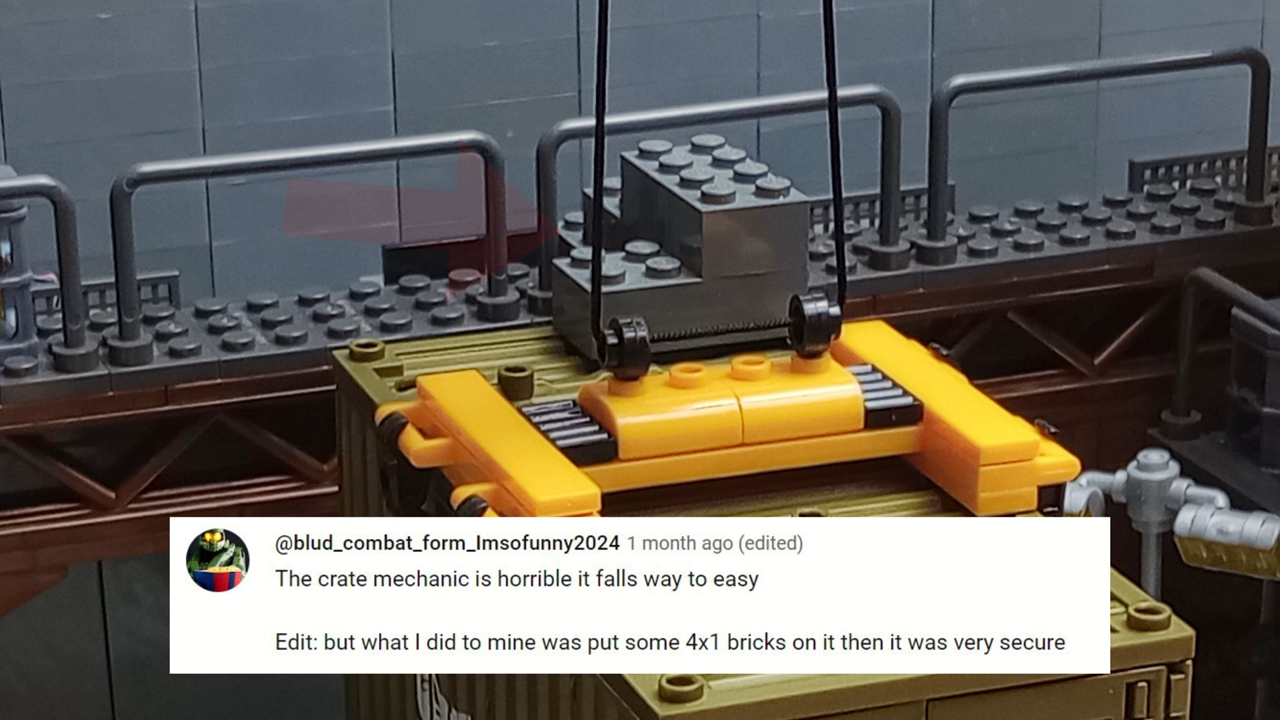 @blud_combat_form_Imsofunny2024 1 month ago (edited)
The crate mechanic is horrible it falls way to easy
Edit: but what I did to mine was put some 4x1 bricks on it then it was very secure